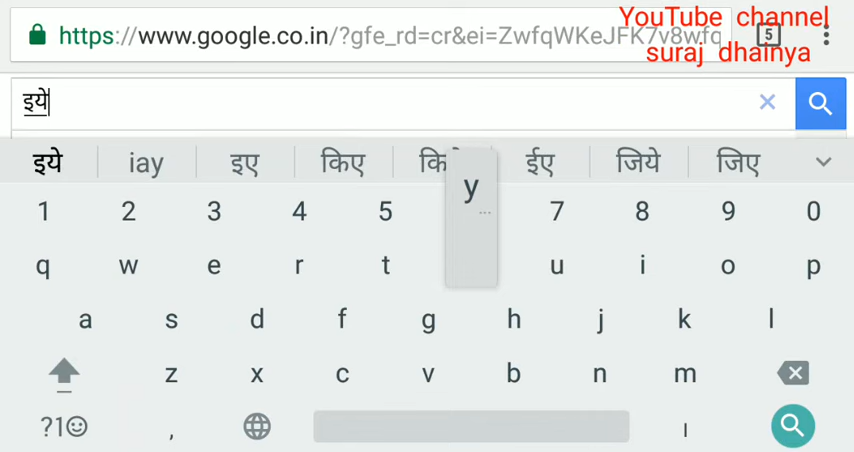 YouTube channel
suraj dhainya
https://www.google.co.in/?gfe_rd=cr&ei=ZwfqWKeJFK7v8wfq
5
इये
इये iay इए किए ईए जिये जिए
y
...
1 2 3 4 5 7 8 9 0
q w e r t u i o p
a s d f g h j k l
z x c v b n m
?1☺ , ।